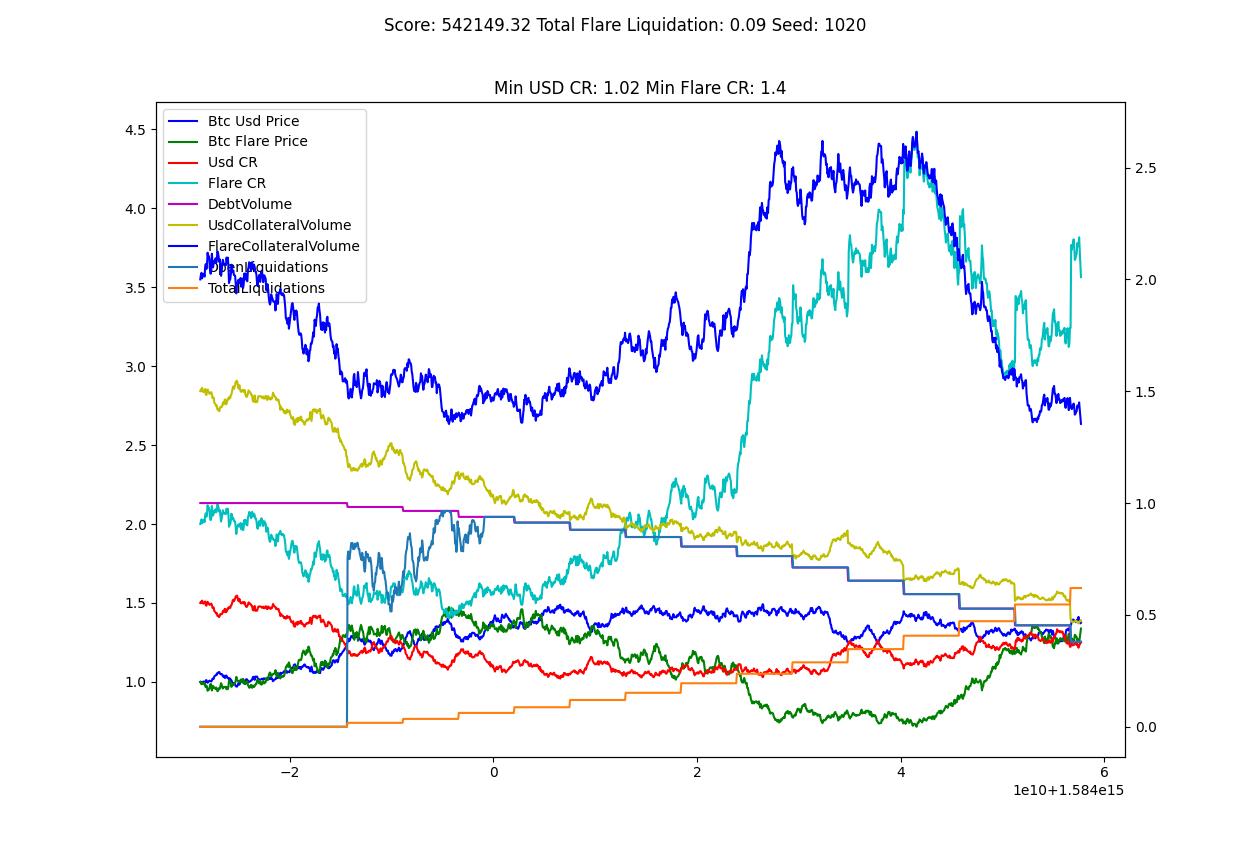 Score: 542149.32 Total Flare Liquidation: 0.09 Seed: 1020
Min USD CR: 1.02 Min Flare CR: 1.4
Btc Usd Price
Btc Flare Price
Usd CR
Flare CR
DebtVolume
UsdCollateralVolume
FlareCollateralVolume
OpenLiquidations
TotalLiquidations
4.5
4.0
3.5
3.0
2.5
2.0
1.5
1.0
2.5
2.0
1.5
1.0
0.5
0.0
−2
0
2
4
6
1e10+1.584e15